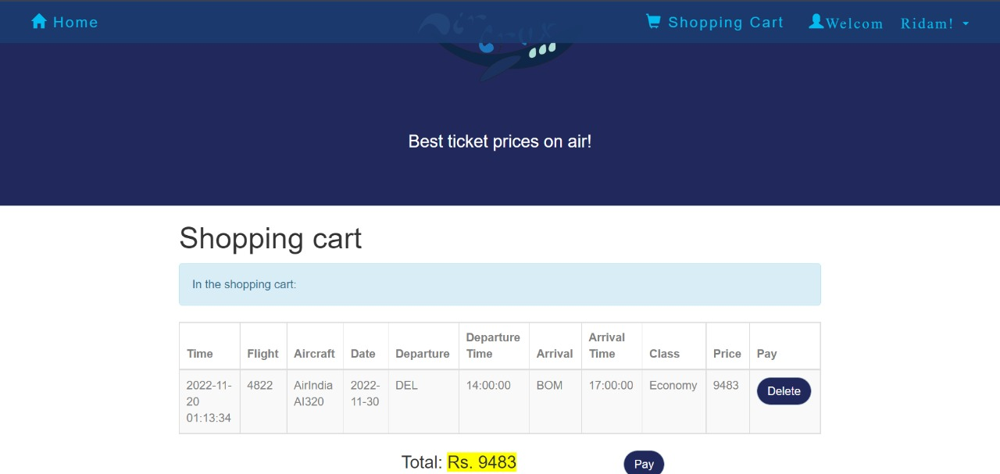 Home
Shopping Cart
Welcom Ridam!
Best ticket prices on air!
Shopping cart
In the shopping cart:
Time Flight Aircraft Date Departure Departure Time Arrival Arrival Time Class Price Pay
2022-11-20 01:13:34 4822 AirIndia AI320 2022-11-30 DEL 14:00:00 BOM 17:00:00 Economy 9483 Delete
Total: Rs. 9483 Pay